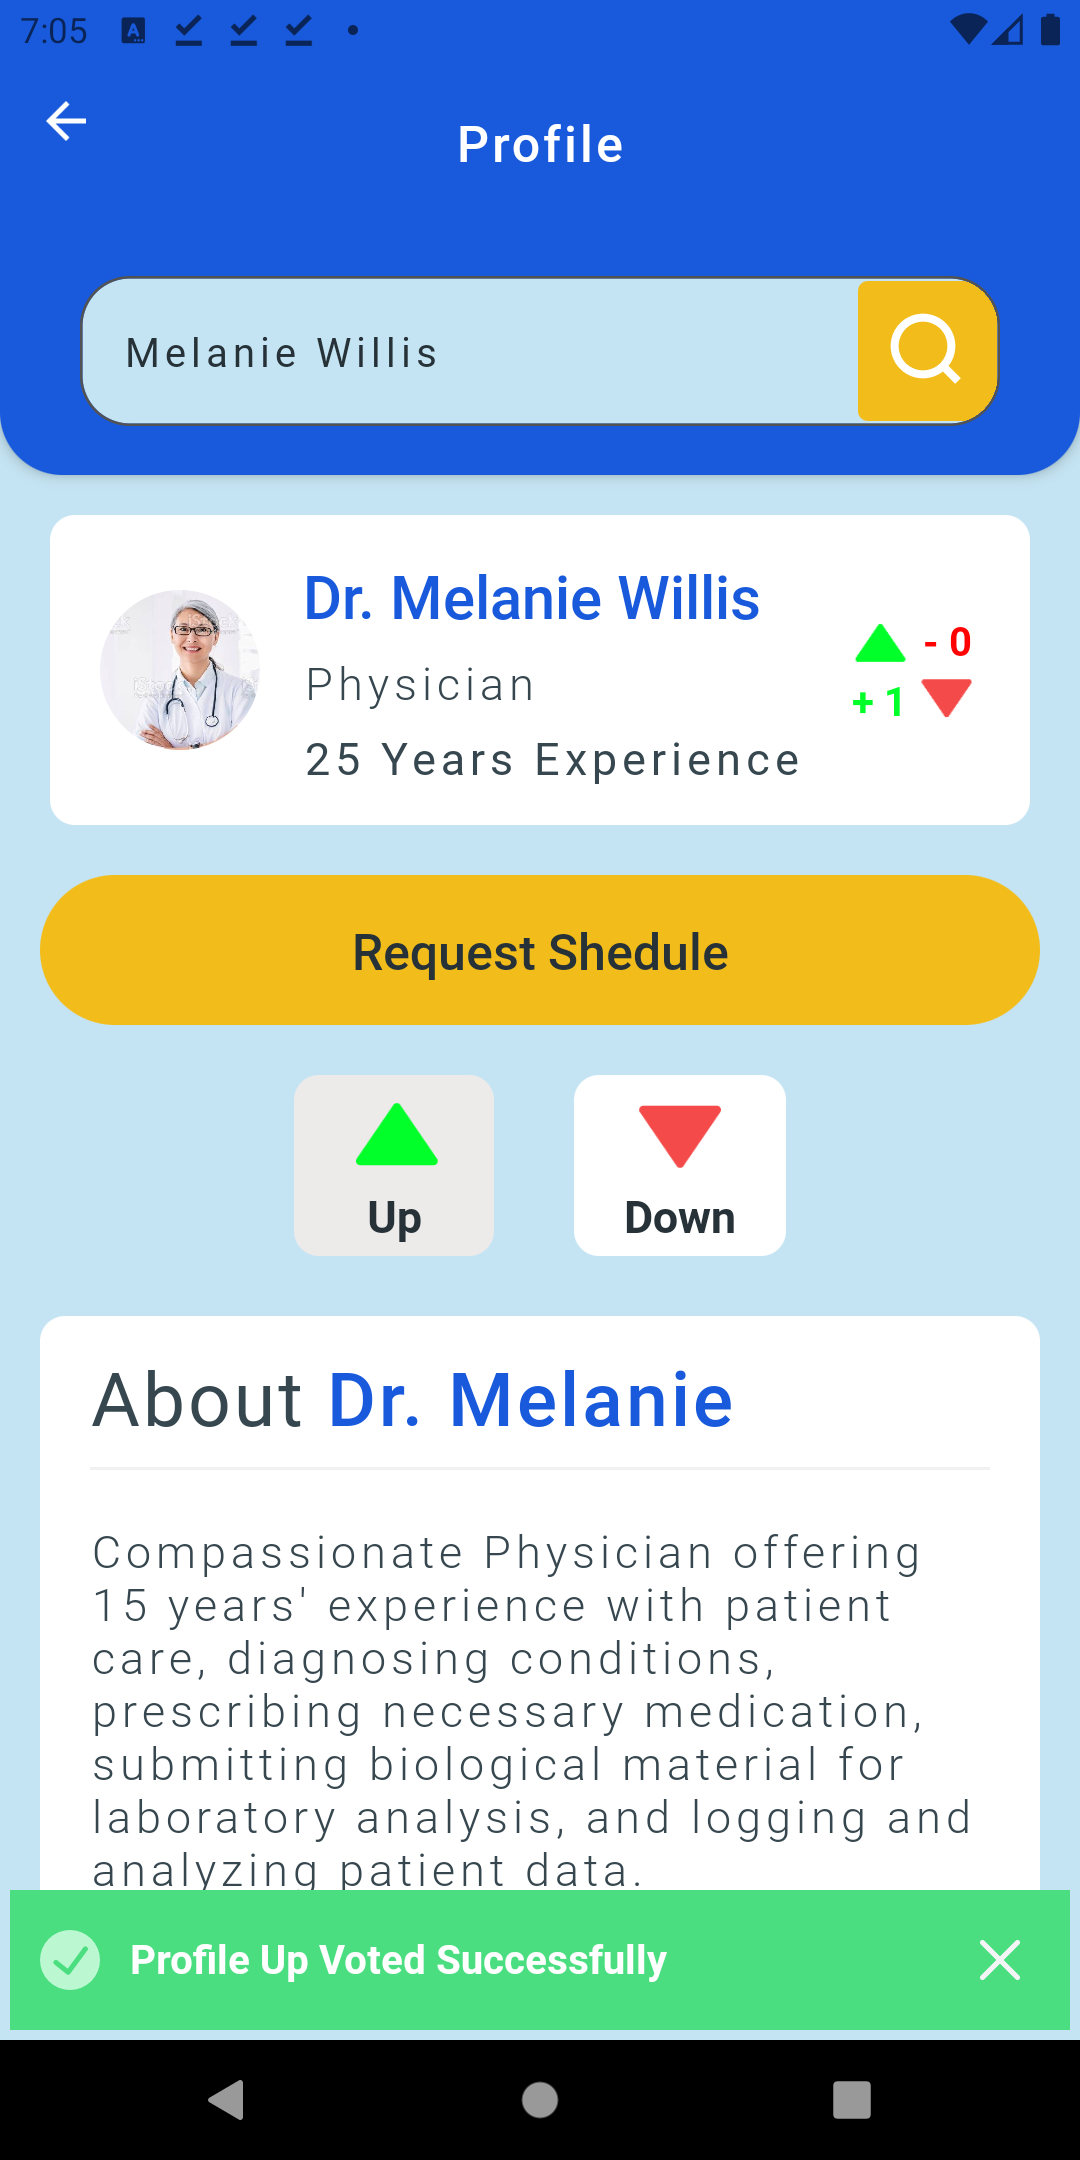 7:05
Profile
Melanie Willis
Dr. Melanie Willis
Physician
25 Years Experience
- 0
+ 1
Request Shedule
Up
Down
About Dr. Melanie
Compassionate Physician offering
15 years' experience with patient
care, diagnosing conditions,
prescribing necessary medication,
submitting biological material for
laboratory analysis, and logging and
analyzing patient data.
Profile Up Voted Successfully